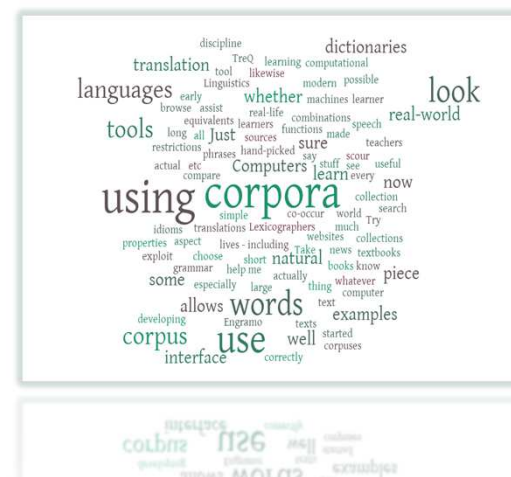 discipline
dictionaries
TreQ learning computational
translation tool likewise
Linguistics modern possible
languages early whether machines learner look
browse assist real-life combinations real-world
equivalents learners functions speech
tools long all Just sources made teachers
restrictions phrases hand-picked say sure scour
actual etc Computers stuff see useful
compare learn every now
using corpora collection
simple co-occur world Try search
idioms translations Lexicographers much
properties aspect lives - including websites collections
exploit choose short natural Take news textbooks
grammar help me actually books know piece
some especially large thing whatever computer
allows words text examples
developing Engramo texts
corpus use well started
interface correctly corpuses